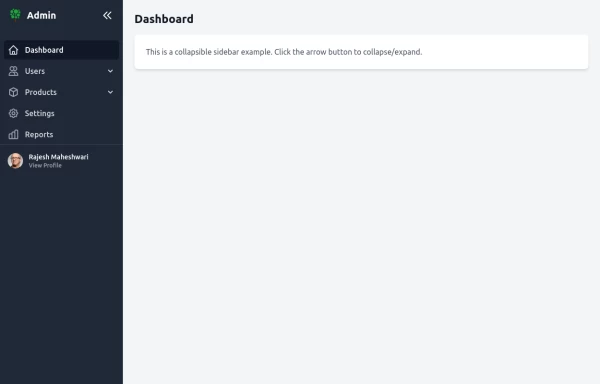 Admin
Dashboard
Users
Products
Settings
Reports
Rajesh Maheshwari
View Profile
Dashboard
This is a collapsible sidebar example. Click the arrow button to collapse/expand.